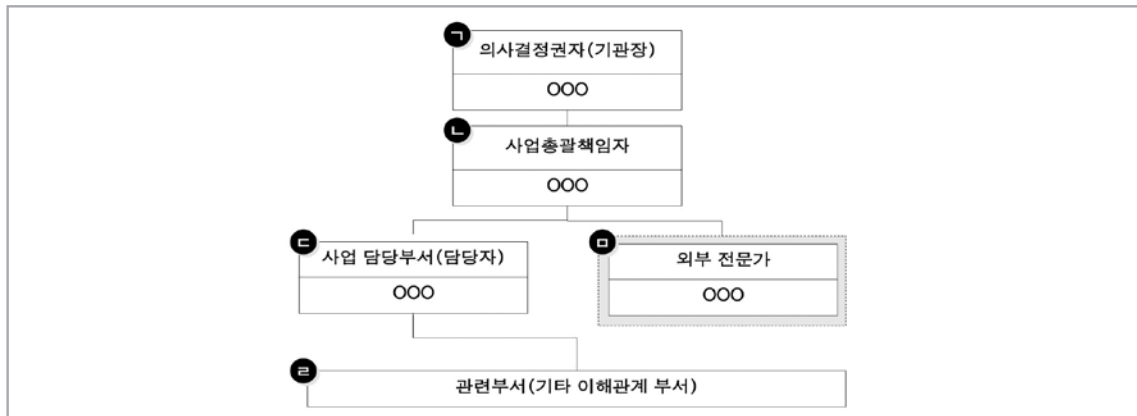 ㄱ
의사결정권자(기관장)
OOO
ㄴ
사업총괄책임자
OOO
ㄷ
사업 담당부서(담당자)
OOO
ㅁ
외부 전문가
OOO
ㄹ
관련부서(기타 이해관계 부서)